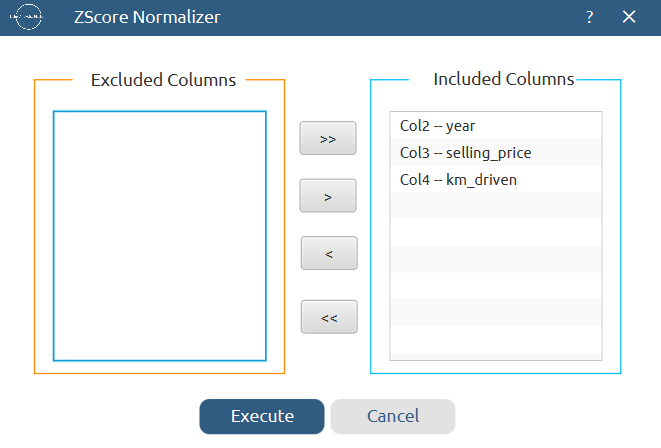 ZScore Normalizer
?
Excluded Columns
Included Columns
Col2 -- year
Col3 -- selling_price
Col4 -- km_driven
>>
>
<
<<
Execute
Cancel